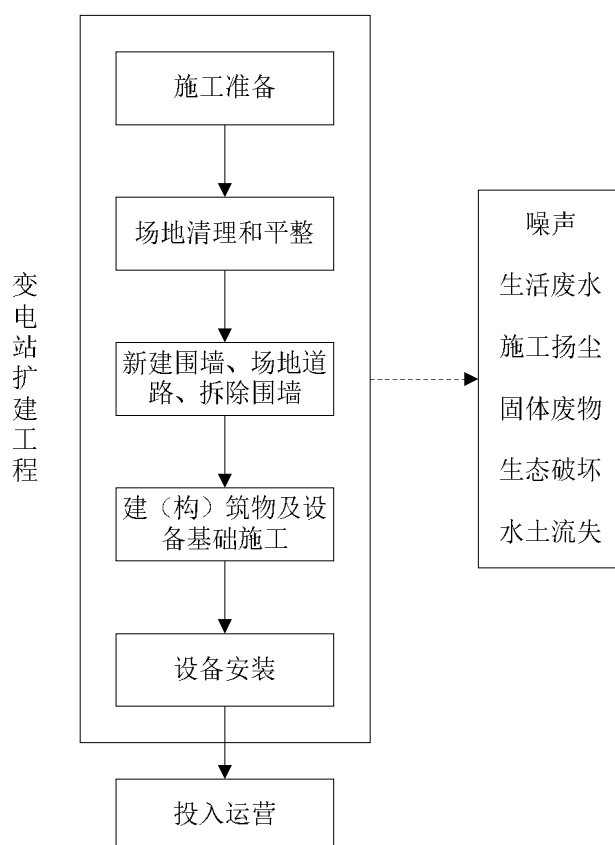 施工准备
场地清理和平整
新建围墙、场地道
路、拆除围墙
建（构）筑物及设
备基础施工
设备安装
投入运营
变电站扩建工程
噪声
生活废水
施工扬尘
固体废物
生态破坏
水土流失